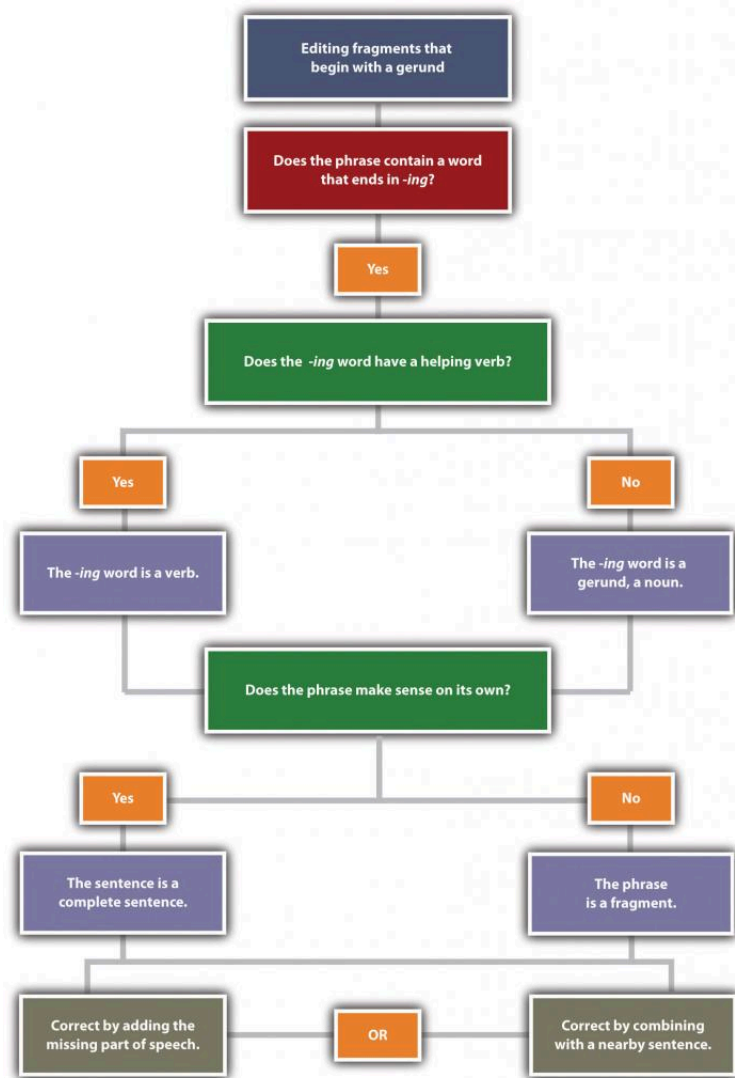 Editing fragments that
begin with a gerund
Does the phrase contain a word
that ends in -ing?
Yes
Does the -ing word have a helping verb?
Yes
No
The -ing word is a verb.
The -ing word is a
gerund, a noun.
Does the phrase make sense on its own?
Yes
No
The sentence is a
complete sentence.
The phrase
is a fragment.
Correct by adding the
missing part of speech.
OR
Correct by combining
with a nearby sentence.